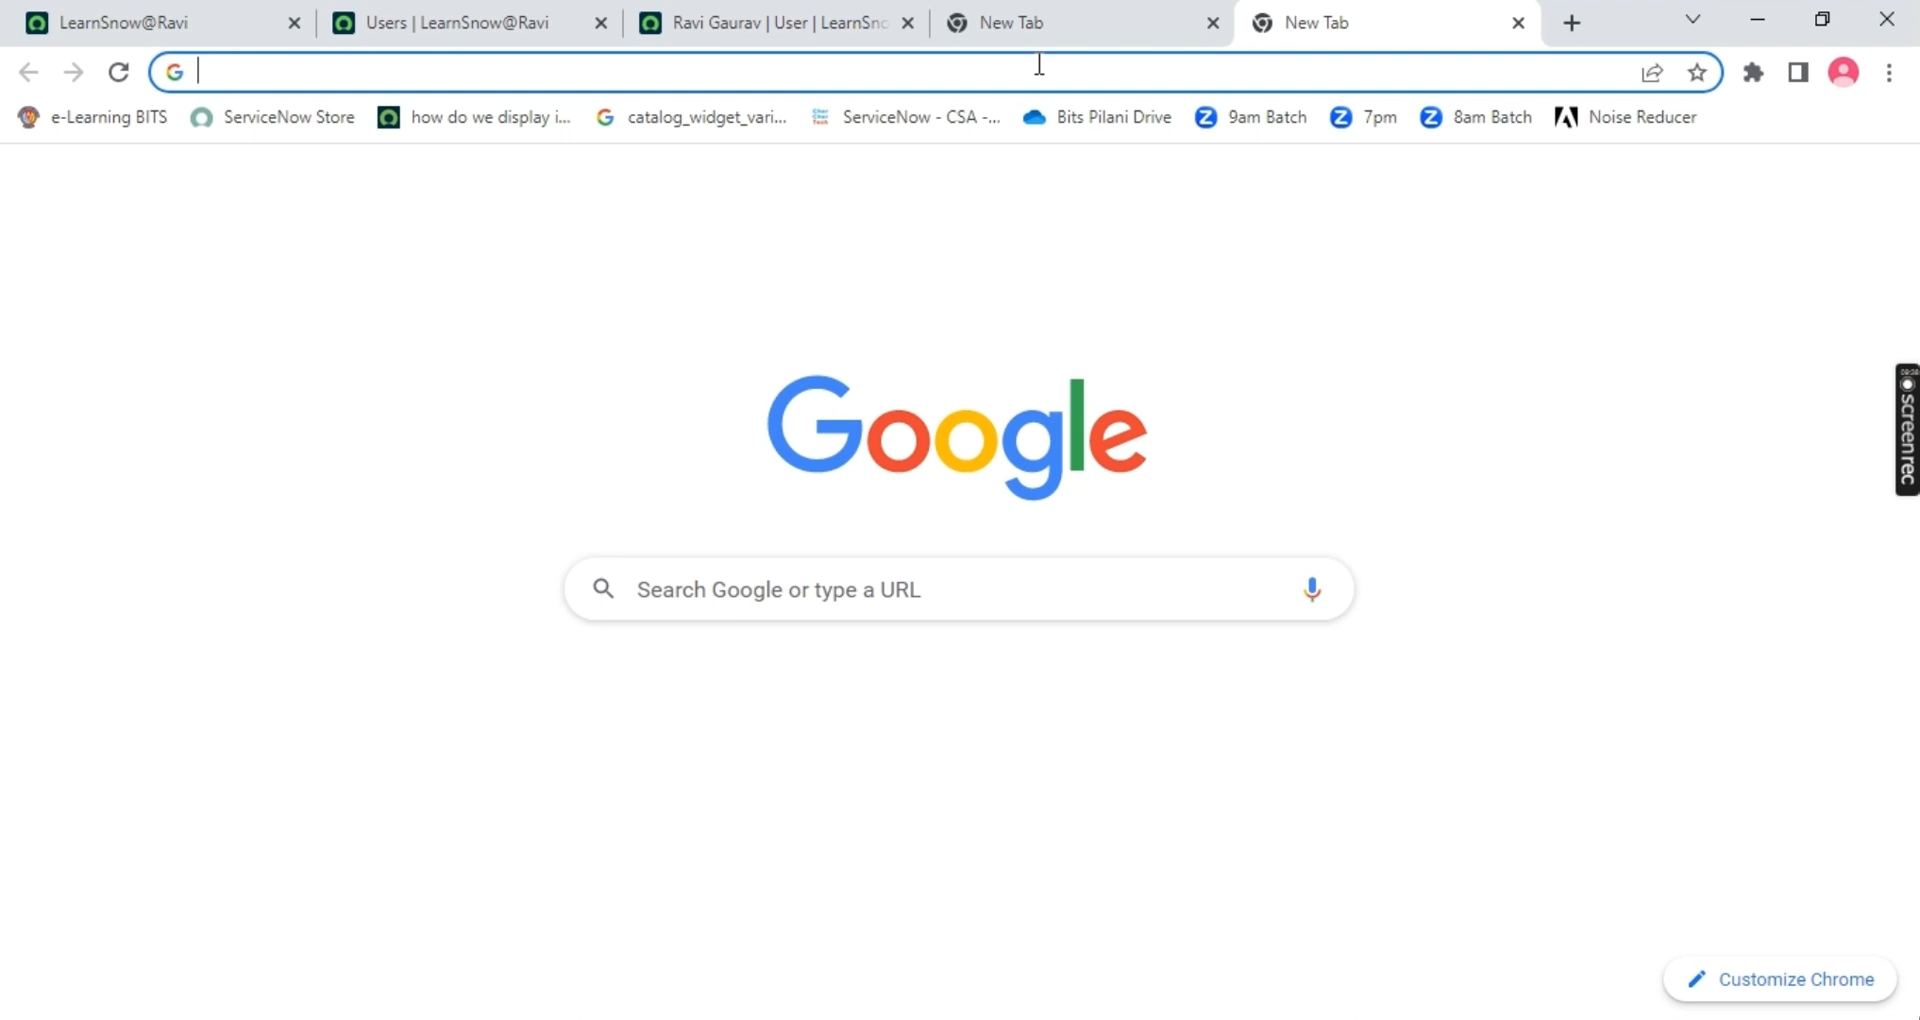 LearnSnow@Ravi
Users | LearnSnow@Ravi
Ravi Gaurav | User | LearnSno
New Tab
New Tab
e-Learning BITS
ServiceNow Store
how do we display i...
catalog_widget_vari...
ServiceNow - CSA -...
Bits Pilani Drive
9am Batch
7pm
8am Batch
Noise Reducer
Google
Search Google or type a URL
screenrec
Customize Chrome